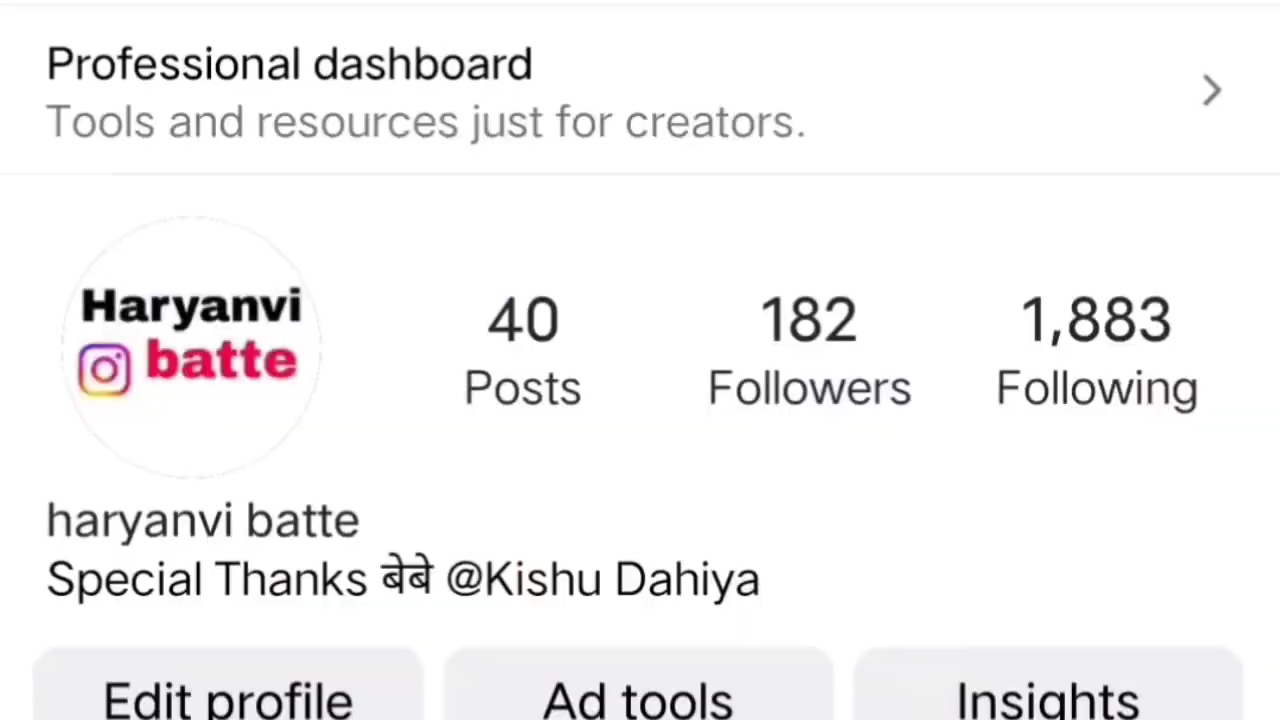 Professional dashboard
Tools and resources just for creators.
Haryanvi
batte
40
Posts
182
Followers
1,883
Following
haryanvi batte
Special Thanks बेबे @Kishu Dahiya
Edit profile
Ad tools
Insights